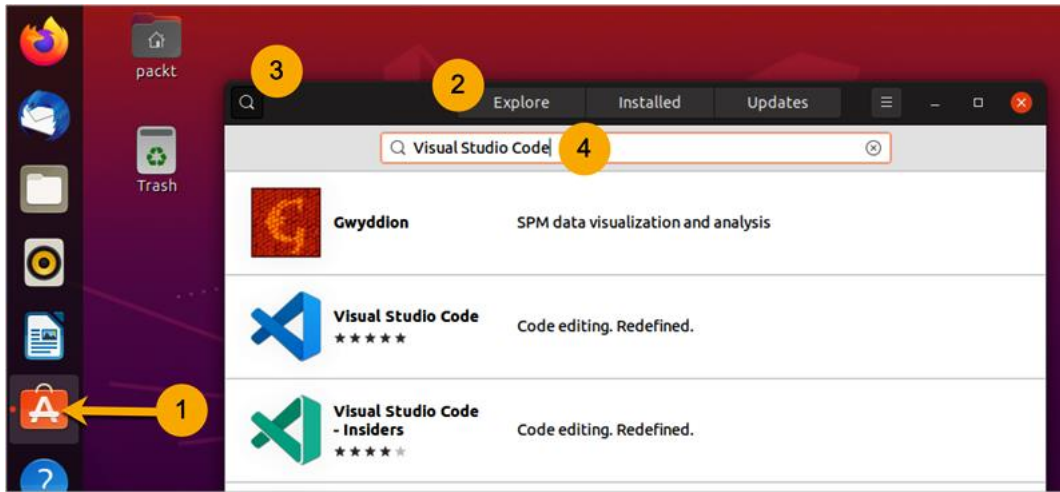 packt
Trash
3
2
Explore Installed Updates
Visual Studio Code
4
Gwyddion SPM data visualization and analysis
Visual Studio Code
Code editing. Redefined.
1
Visual Studio Code
- Insiders
Code editing. Redefined.
?